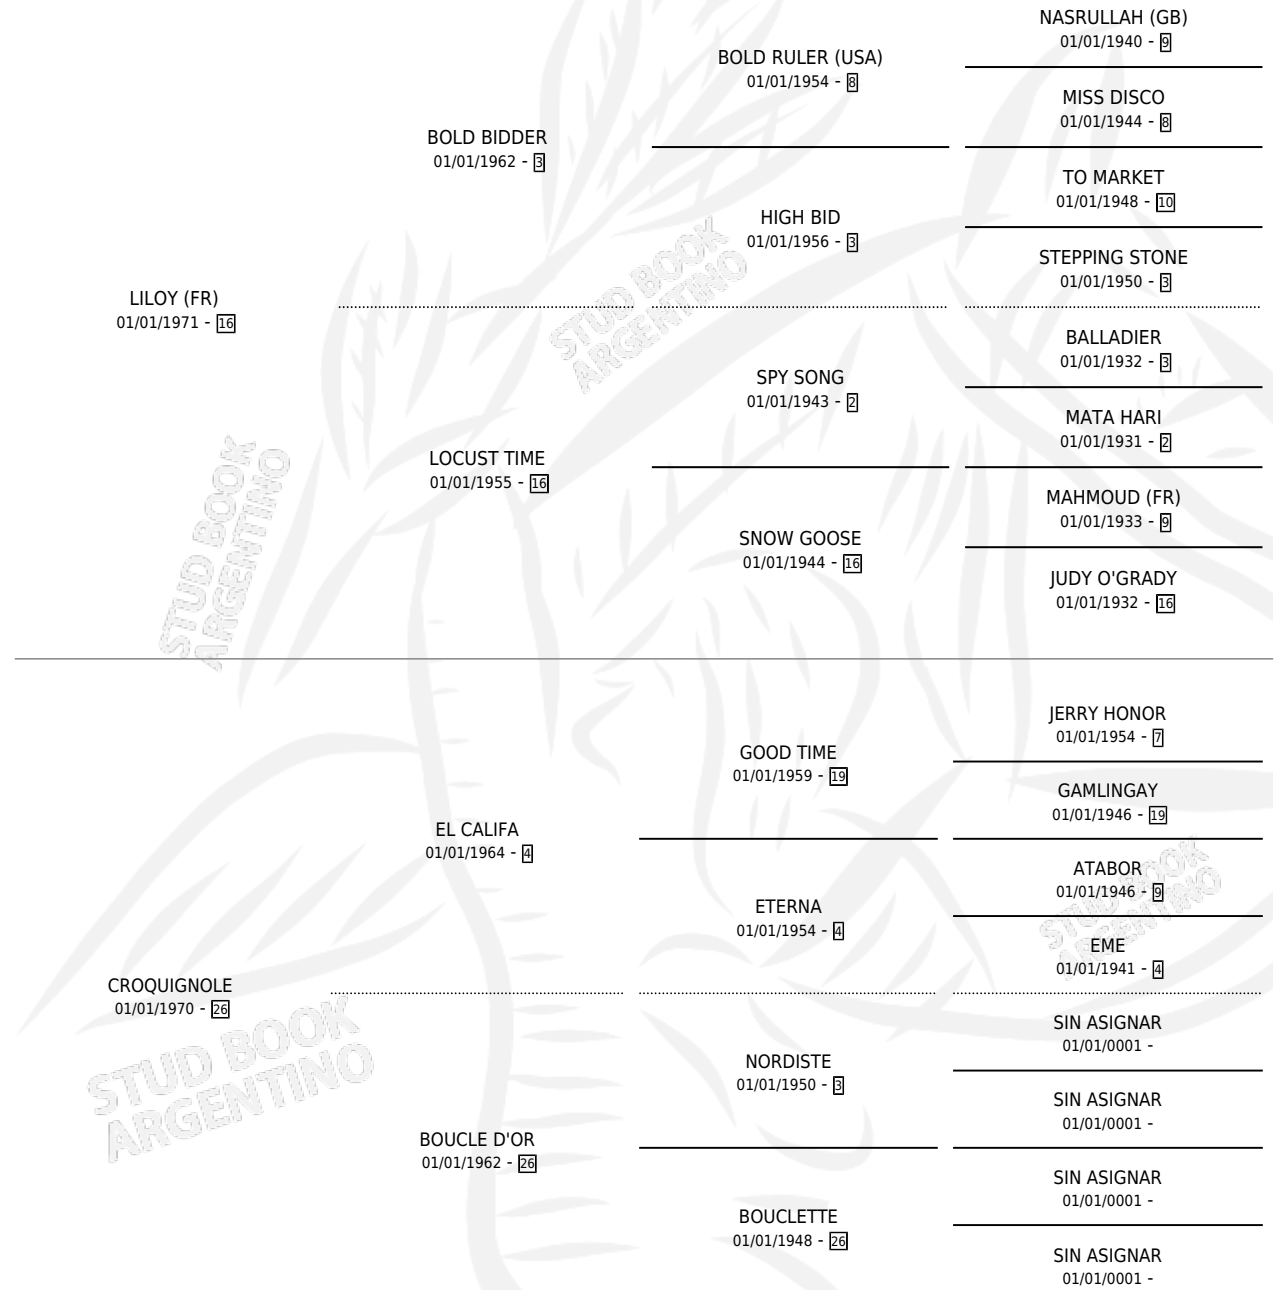 NASRULLAH (GB)
01/01/1940 - 9
BOLD RULER (USA)
01/01/1954 - 8
MISS DISCO
01/01/1944 - 8
BOLD BIDDER
01/01/1962 - 3
TO MARKET
01/01/1948 - 10
HIGH BID
01/01/1956 - 3
STEPPING STONE
01/01/1950 - 3
LILOY (FR)
01/01/1971 - 16
STUD BOOK
ARGENTINO
BALLADIER
01/01/1932 - 3
SPY SONG
01/01/1943 - 2
MATA HARI
01/01/1931 - 2
LOCUST TIME
01/01/1955 - 16
MAHMOUD (FR)
01/01/1933 - 9
SNOW GOOSE
01/01/1944 - 16
JUDY O'GRADY
01/01/1932 - 16
STUD BOOK
ARGENTINO
JERRY HONOR
01/01/1954 - 7
GOOD TIME
01/01/1959 - 19
GAMLINGAY
01/01/1946 - 19
EL CALIFA
01/01/1964 - 4
ATABOR
01/01/1946 - 9
ETERNA
01/01/1954 - 4
STUD BOOK
ARGENTINO
EME
01/01/1941 - 4
CROQUIGNOLE
01/01/1970 - 26
SIN ASIGNAR
01/01/0001 -
NORDISTE
01/01/1950 - 3
STUD BOOK
ARGENTINO
SIN ASIGNAR
01/01/0001 -
BOUCLE D'OR
01/01/1962 - 26
SIN ASIGNAR
01/01/0001 -
BOUCLETTE
01/01/1948 - 26
SIN ASIGNAR
01/01/0001 -